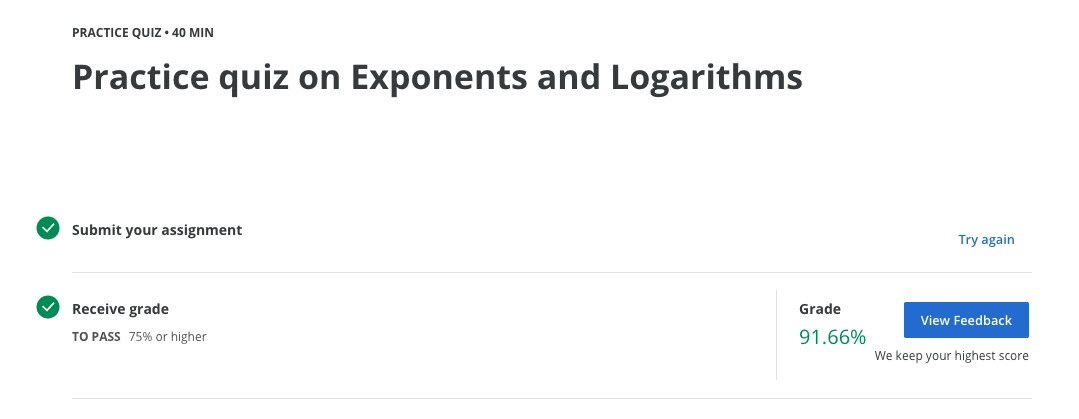 PRACTICE QUIZ • 40 MIN
Practice quiz on Exponents and Logarithms
Submit your assignment
Try again
Receive grade
TO PASS 75% or higher
Grade
91.66%
View Feedback
We keep your highest score